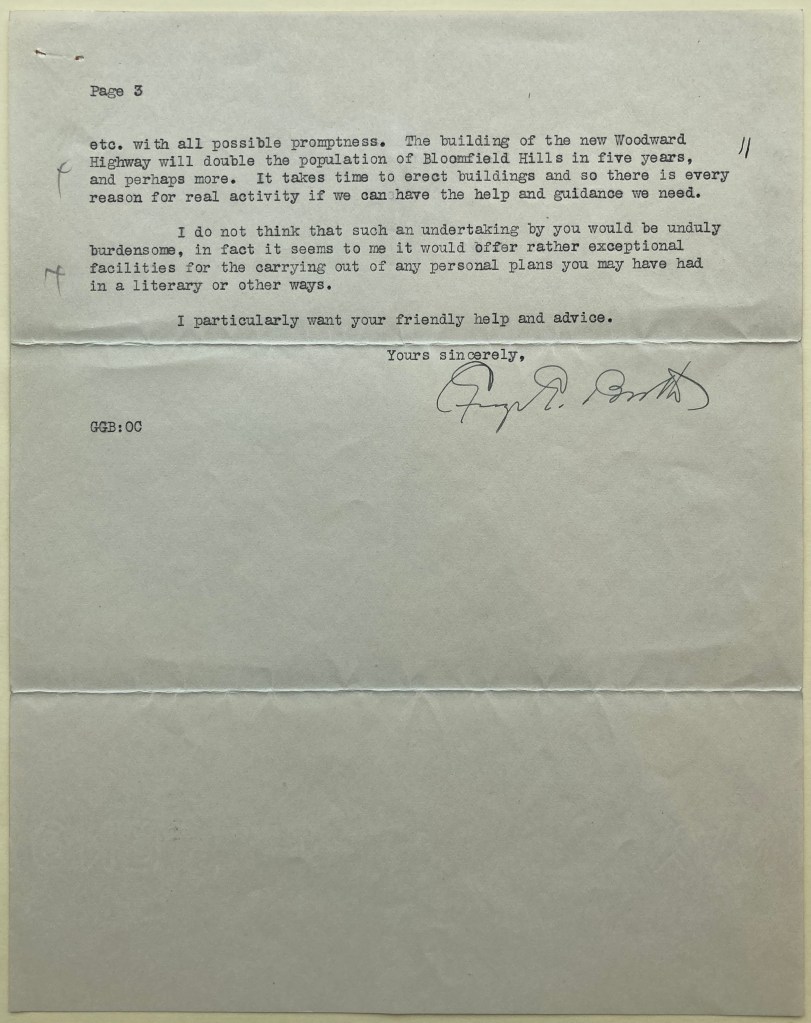 Page 3
etc. with all possible promptness. The building of the new Woodward
Highway will double the population of Bloomfield Hills in five years,
and perhaps more. It takes time to erect buildings and so there is every
reason for real activity if we can have the help and guidance we need.
I do not think that such an undertaking by you would be unduly
burdensome, in fact it seems to me it would offer rather exceptional
facilities for the carrying out of any personal plans you may have had
in a literary or other ways.
I particularly want your friendly help and advice.
Yours sincerely,
George G. Booth
GGB:OC